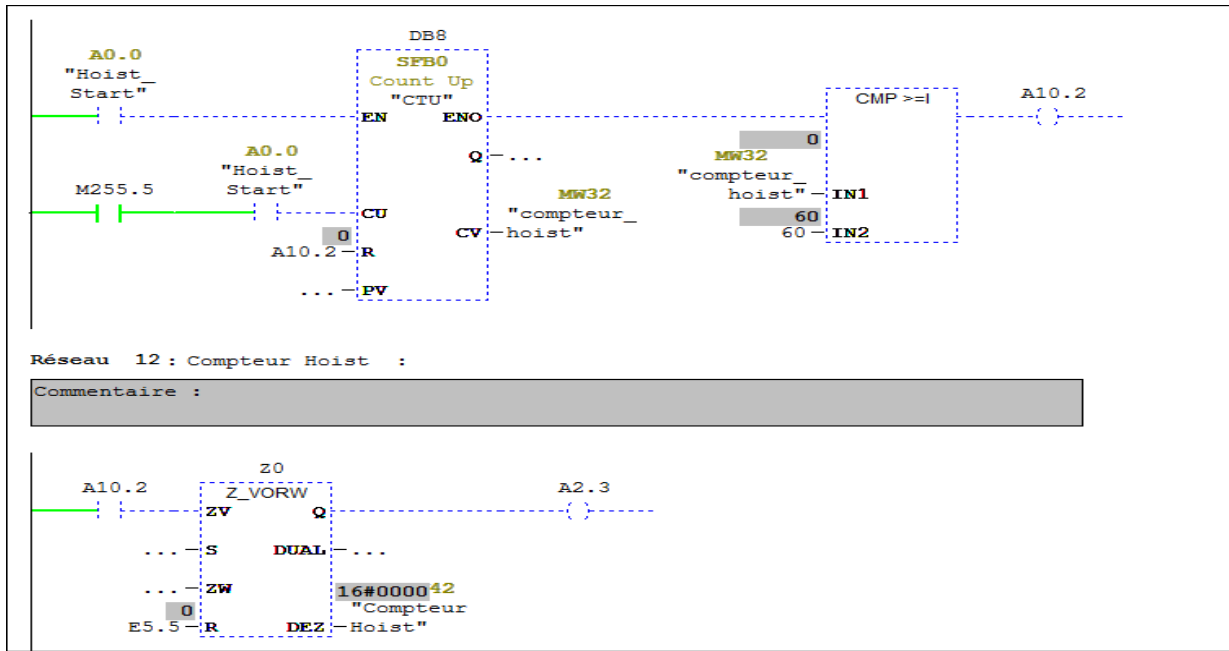 DB8
A0.0
"Hoist_
Start"
SFB0
Count Up
"CTU"
EN ENO
CMP >=I
A10.2
0
A0.0
"Hoist_
Start"
M255.5
Q ...
MW32
"compteur_
hoist" IN1
MW32
"compteur_
CV hoist"
CU
60
60 IN2
0
A10.2 R
... PV
Réseau 12 : Compteur Hoist :
Commentaire :
Z0
A10.2
Z_VORW
A2.3
ZV Q
... S DUAL ...
... ZW
16#0000 42
"Compteur
0
E5.5 R DEZ Hoist"